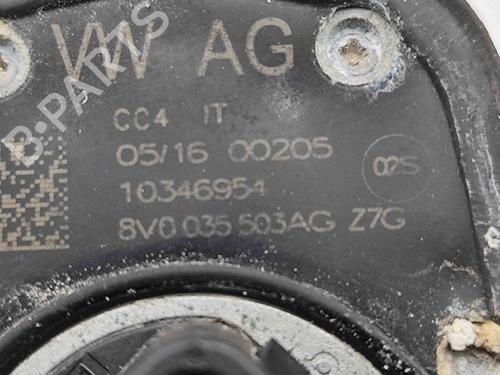 VW AG
B-PARTS
CC4 IT
05/16 00205
02S
10346954
8V0 035 503AG Z7G